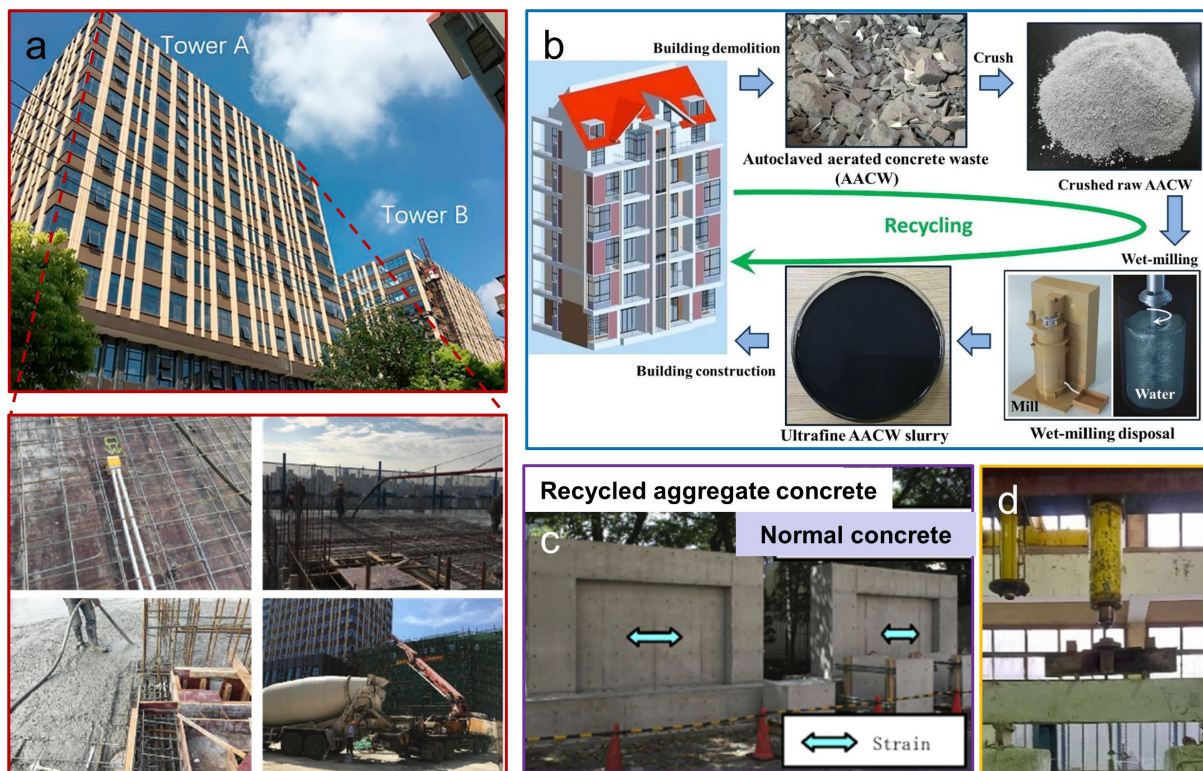 a
Tower A
Tower B
b
Building demolition
Crush
Autoclaved aerated concrete waste
(AACW)
Crushed raw AACW
Recycling
Wet-milling
Building construction
Mill
Water
Ultrafine AACW slurry
Wet-milling disposal
Recycled aggregate concrete
Normal concrete
c
Strain
d